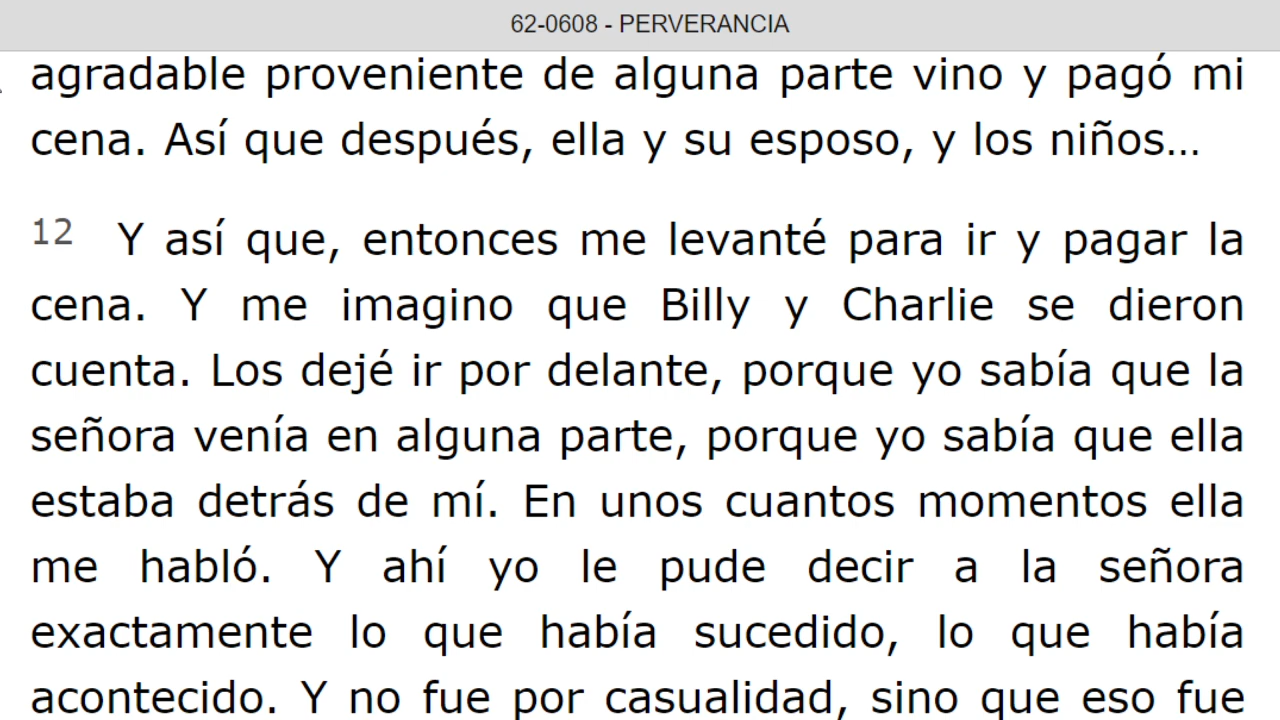 62-0608 - PERVERANCIA
agradable proveniente de alguna parte vino y pagó mi
cena. Así que después, ella y su esposo, y los niños…
12 Y así que, entonces me levanté para ir y pagar la
cena. Y me imagino que Billy y Charlie se dieron
cuenta. Los dejé ir por delante, porque yo sabía que la
señora venía en alguna parte, porque yo sabía que ella
estaba detrás de mí. En unos cuantos momentos ella
me habló. Y ahí yo le pude decir a la señora
exactamente lo que había sucedido, lo que había
acontecido. Y no fue por casualidad, sino que eso fue